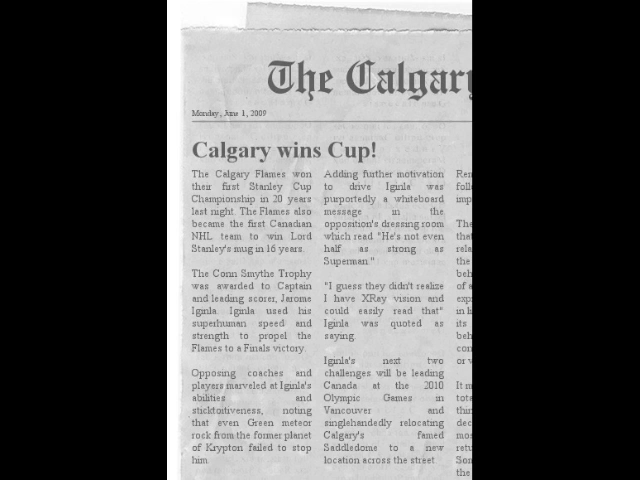 The Calgary
Monday, June 1, 2009
Calgary wins Cup!
The Calgary Flames won
their first Stanley Cup
Championship in 20 years
last night. The Flames also
became the first Canadian
NHL team to win Lord
Stanley's mug in 16 years.
The Conn Smythe Trophy
was awarded to Captain
and leading scorer, Jarome
Iginla. Iginla used his
superhuman speed and
strength to propel the
Flames to a Finals victory.
Opposing coaches and
players marveled at Iginla's
abilities and
sticktoitiveness, noting
that even Green meteor
rock from the former planet
of Krypton failed to stop
him.
Adding further motivation
to drive Iginla was
purportedly a whiteboard
message in the
opposition's dressing room
which read "He's not even
half as strong as
Superman."
"I guess they didn't realize
I have XRay vision and
could easily read that"
Iginla was quoted as
saying.
Iginla's next two
challenges will be leading
Canada at the 2010
Olympic Games in
Vancouver and
singlehandedly relocating
Calgary's famed
Saddledome to a new
location across the street.